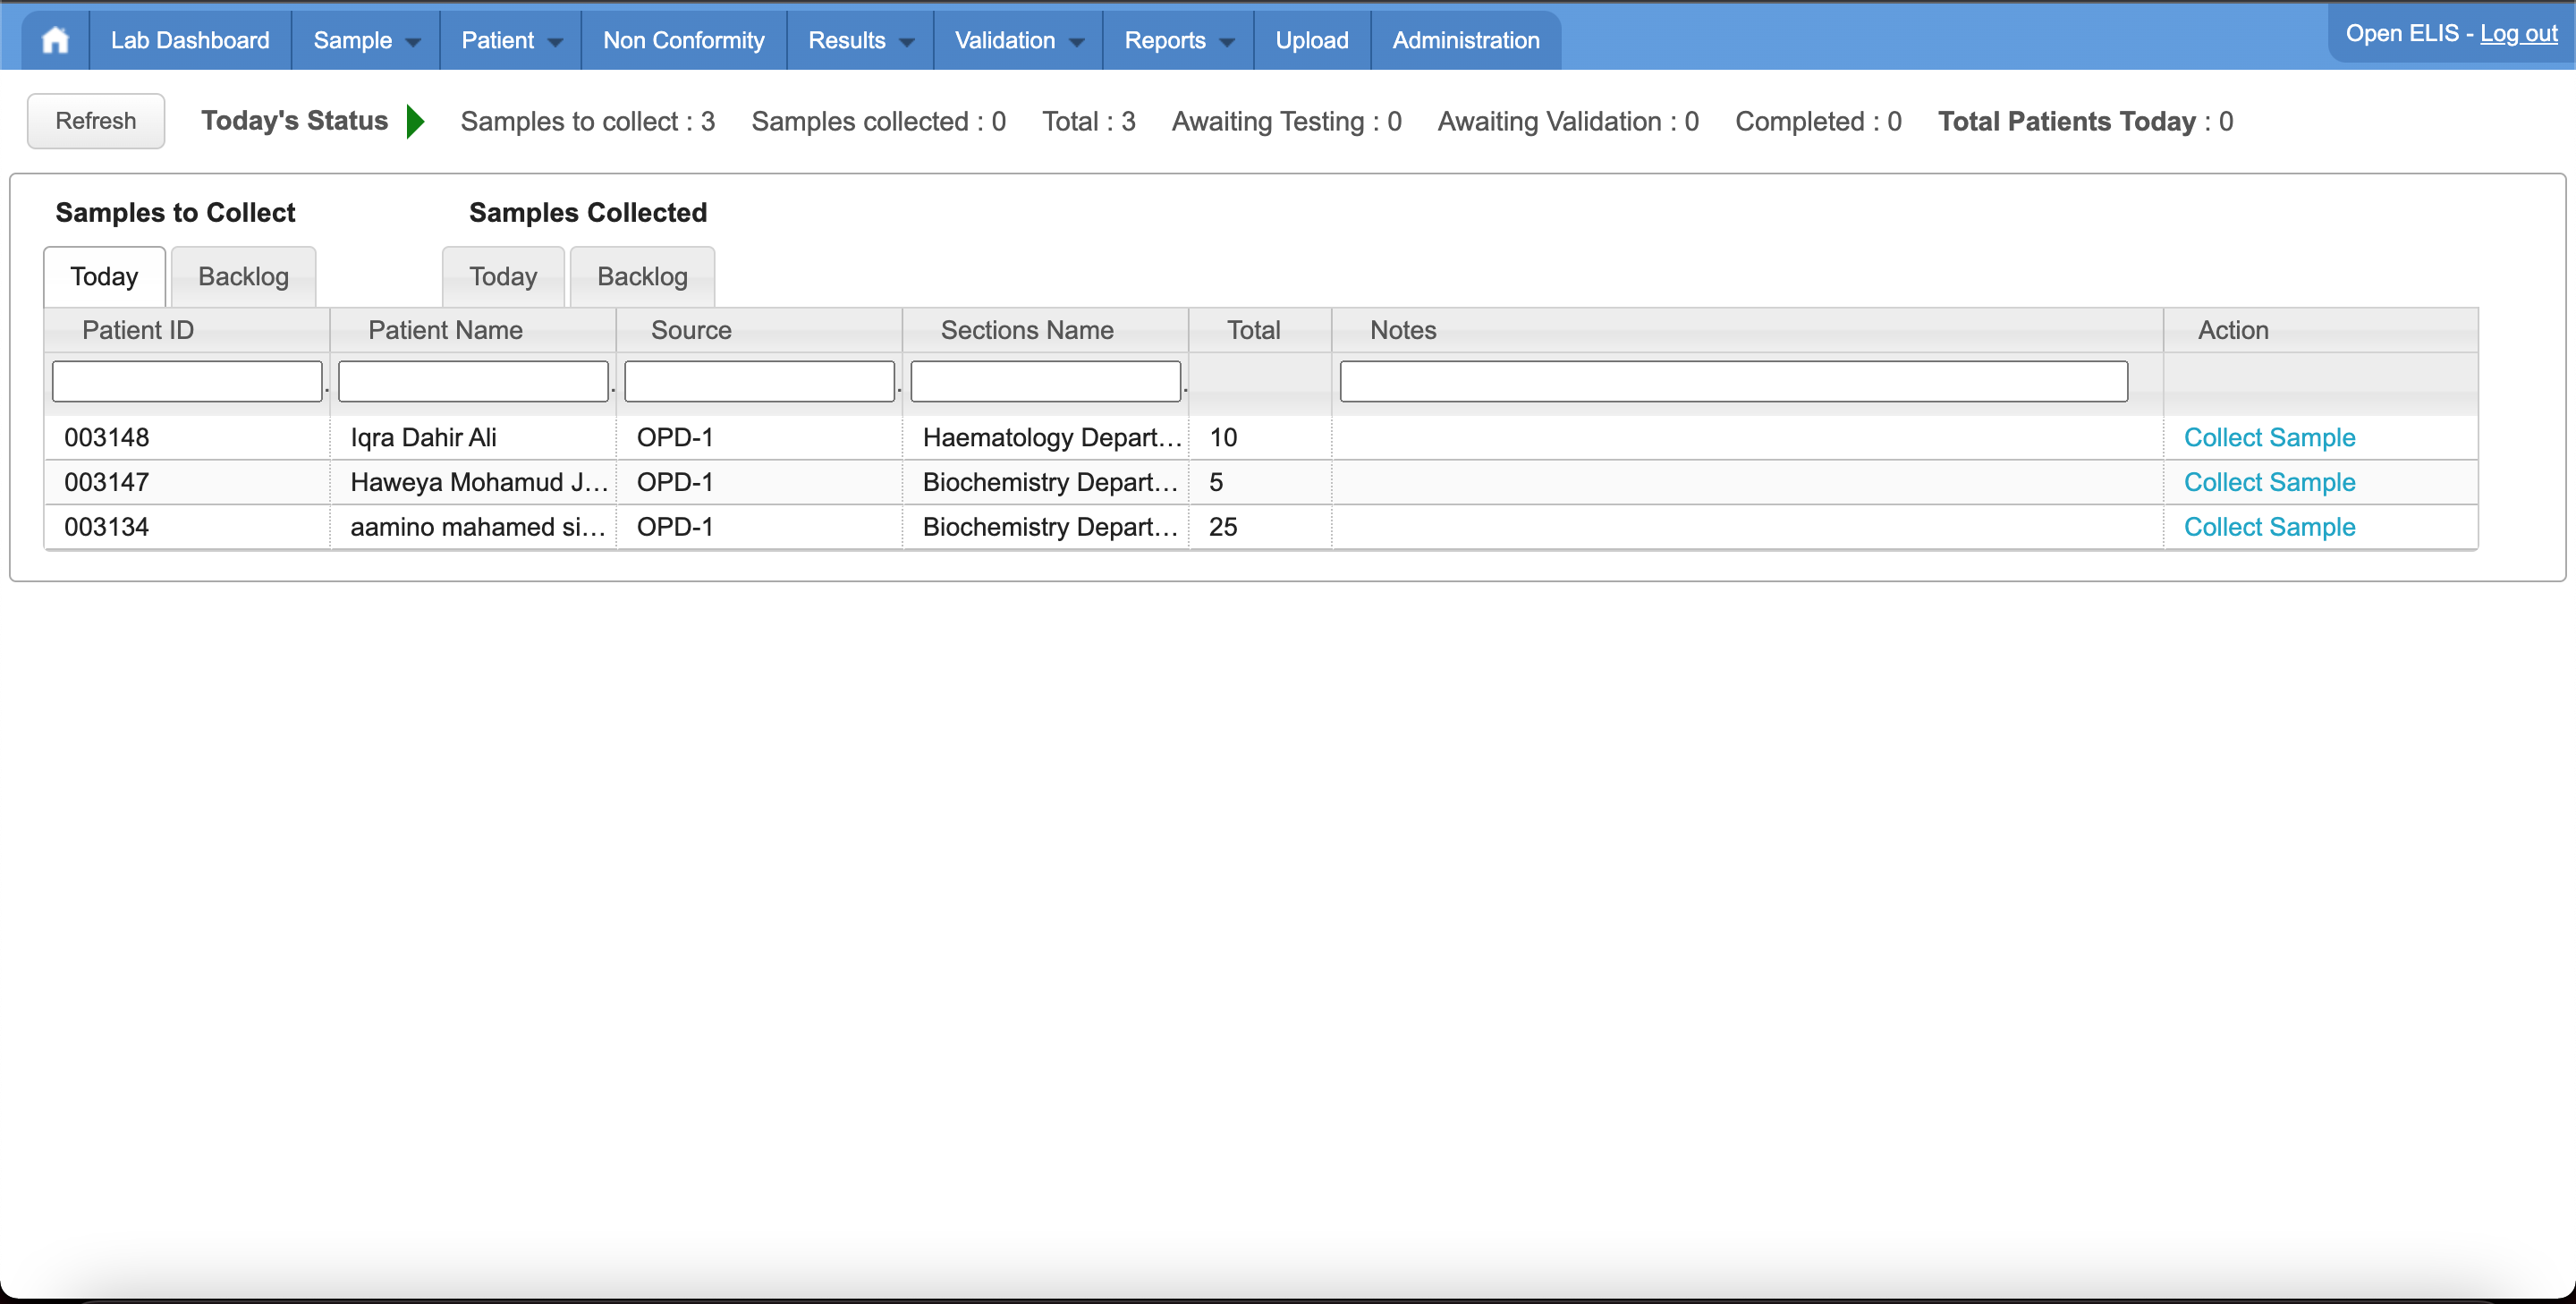 Lab Dashboard Sample Patient Non Conformity Results Validation Reports Upload Administration Open ELIS - Log out
Refresh Today's Status Samples to collect : 3 Samples collected : 0 Total : 3 Awaiting Testing : 0 Awaiting Validation : 0 Completed : 0 Total Patients Today : 0
Samples to Collect Samples Collected
Today Backlog Today Backlog
Patient ID Patient Name Source Sections Name Total Notes Action
003148 Iqra Dahir Ali OPD-1 Haematology Depart... 10 Collect Sample
003147 Haweya Mohamud J... OPD-1 Biochemistry Depart... 5 Collect Sample
003134 aamino mahamed si... OPD-1 Biochemistry Depart... 25 Collect Sample